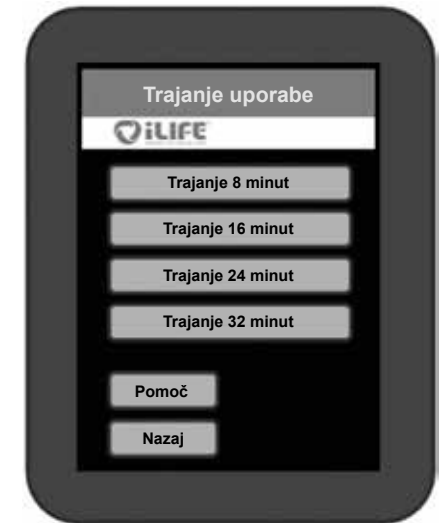 Trajanje uporabe
iLIFE
Trajanje 8 minut
Trajanje 16 minut
Trajanje 24 minut
Trajanje 32 minut
Pomoč
Nazaj